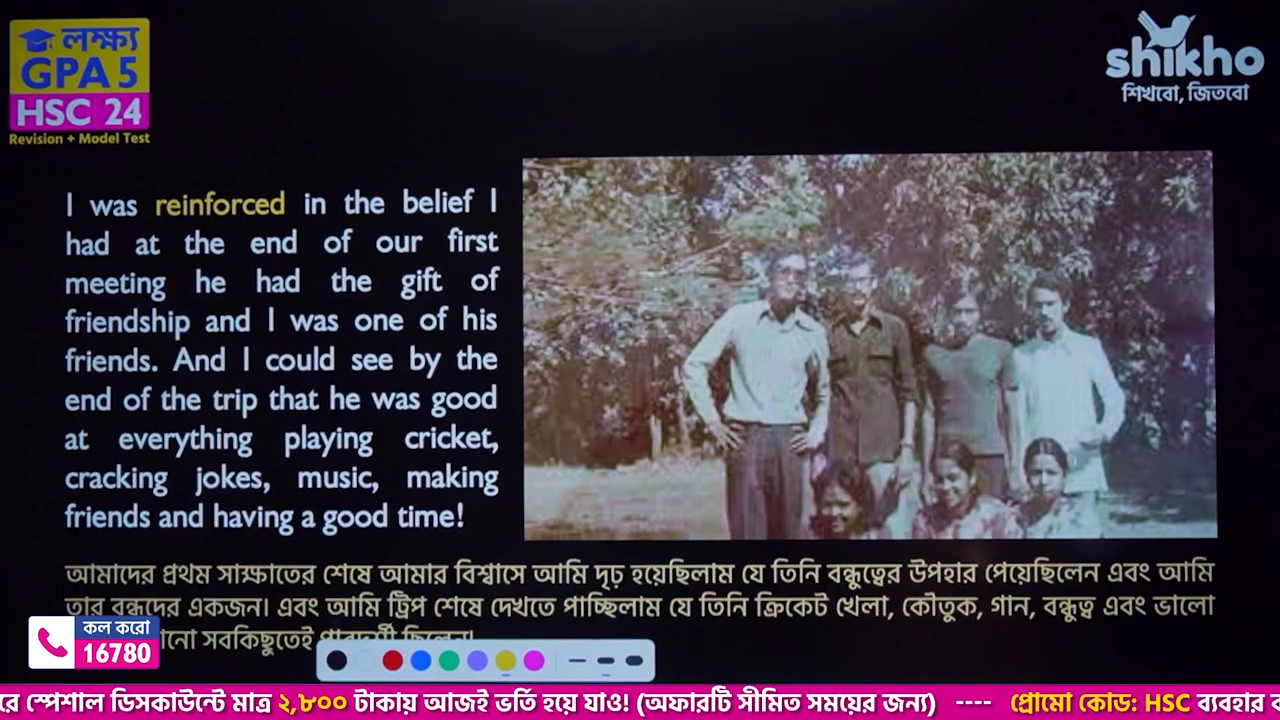 লক্ষ্য
GPA 5
HSC 24
Revision + Model Test
shikho
শিখবো, জিতবো
I was reinforced in the belief I
had at the end of our first
meeting he had the gift of
friendship and I was one of his
friends. And I could see by the
end of the trip that he was good
at everything playing cricket,
cracking jokes, music, making
friends and having a good time!
আমাদের প্রথম সাক্ষাতের শেষে আমার বিশ্বাসে আমি দৃঢ় হয়েছিলাম যে তিনি বন্ধুত্বের উপহার পেয়েছিলেন এবং আমি
তার বন্ধুদের একজন। এবং আমি ট্রিপ শেষে দেখতে পাচ্ছিলাম যে তিনি ক্রিকেট খেলা, কৌতুক, গান, বন্ধুত্ব এবং ভালো
সবকিছুতেই পারদর্শী ছিলেন।
কল করো
16780
স্পেশাল ডিসকাউন্টে মাত্র ২,৮০০ টাকায় আজই ভর্তি হয়ে যাও! (অফারটি সীমিত সময়ের জন্য) ---- প্রোমো কোড: HSC ব্যবহার